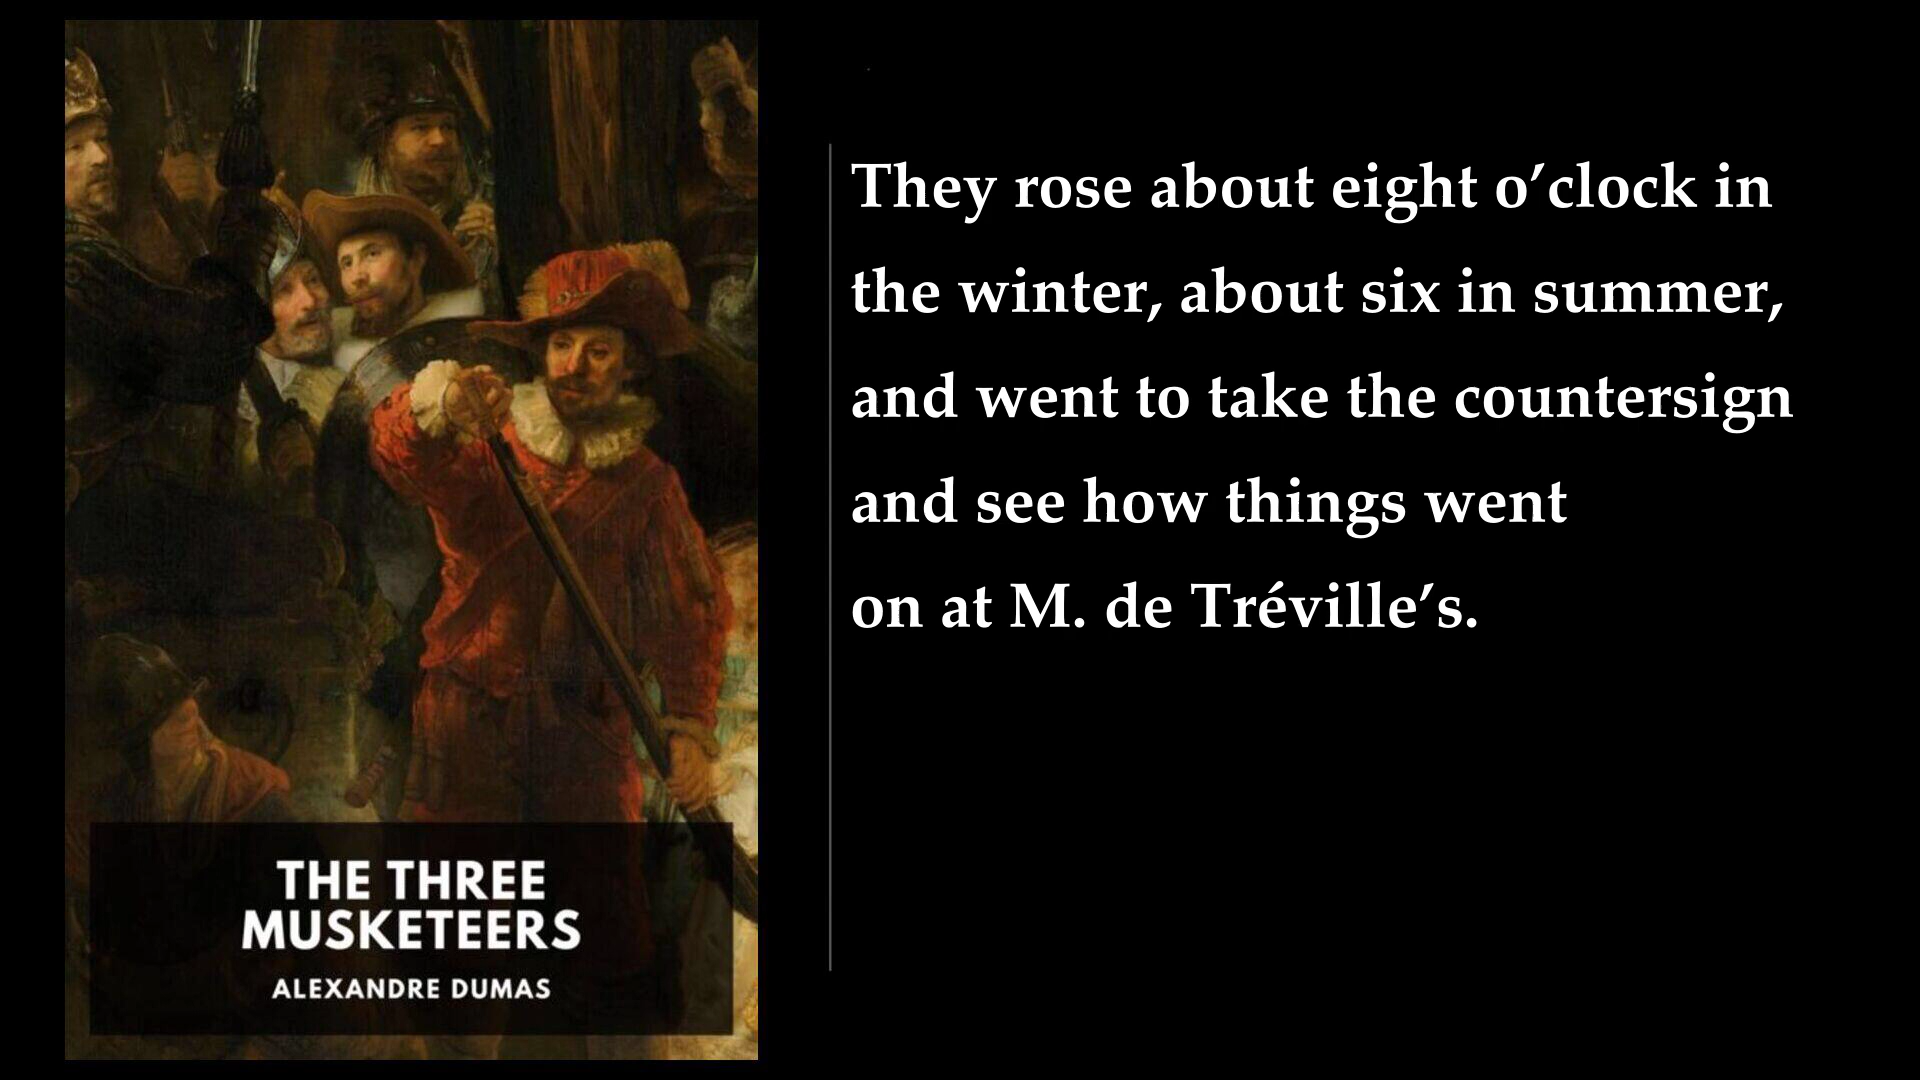 They rose about eight o’clock in
the winter, about six in summer,
and went to take the countersign
and see how things went
on at M. de Tréville’s.
THE THREE
MUSKETEERS
ALEXANDRE DUMAS